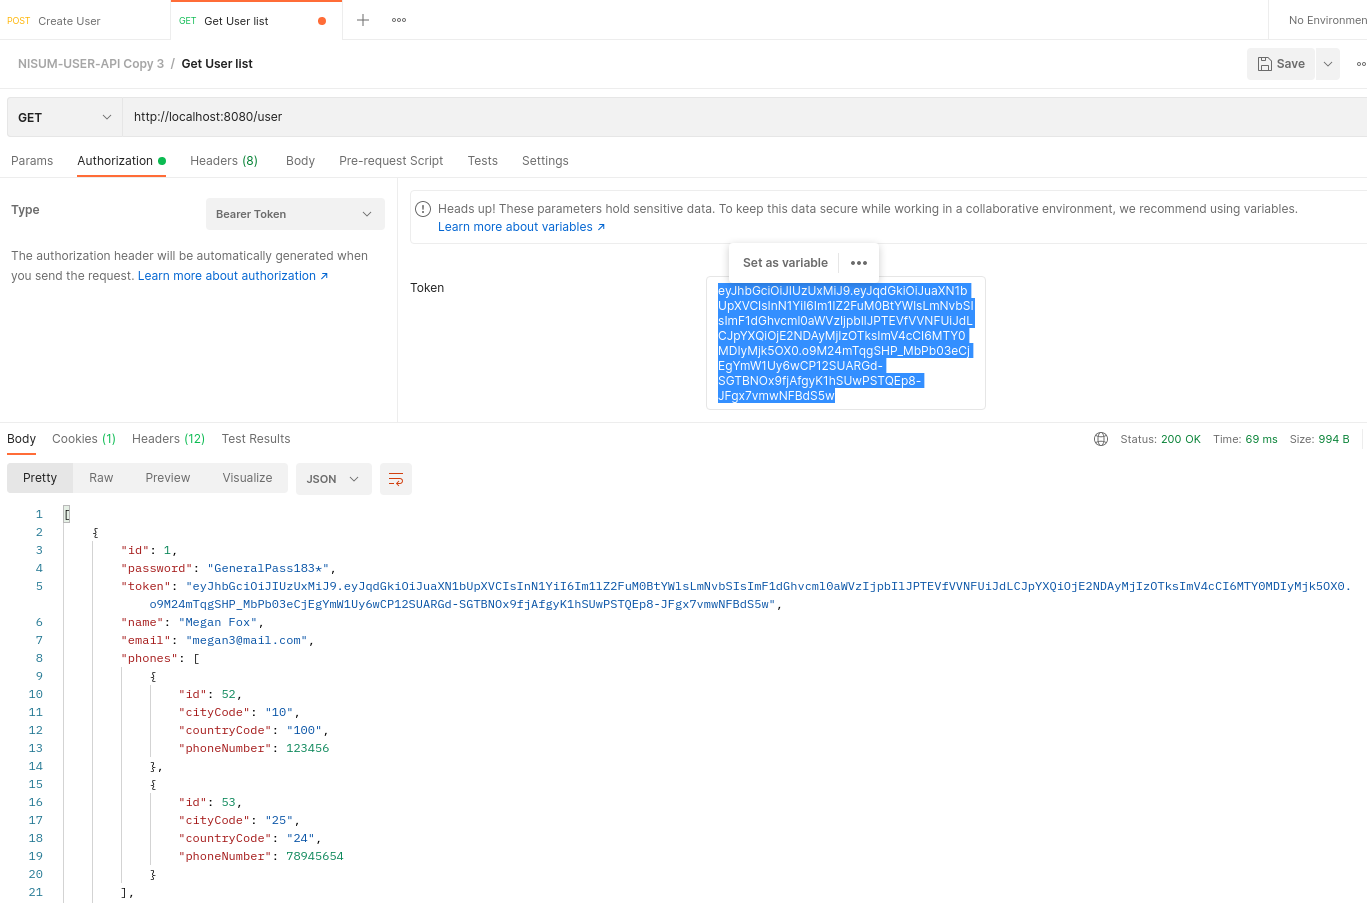 POST Create User
GET Get User list
No Environmen
NISUM-USER-API Copy 3 / Get User list
Save
GET http://localhost:8080/user
Params Authorization Headers (8) Body Pre-request Script Tests Settings
Type Bearer Token
The authorization header will be automatically generated when
you send the request. Learn more about authorization ↗
Heads up! These parameters hold sensitive data. To keep this data secure while working in a collaborative environment, we recommend using variables.
Learn more about variables ↗
Set as variable
Token
eyJhbGciOiJIUzUxMiJ9.eyJqdGkiOiJuaXN1b
UpXVCIsInN1YiI6Im1lZ2FuM0BtYWlsLmNvbSI
sImF1dGhvcml0aWVzIjpbIlJPTEVfVVNFUiJdL
CJpYXQiOjE2NDAyMjIzOTksImV4cCI6MTY0
MDIyMjk5OX0.o9M24mTqgSHP_MbPb03eCj
EgYmW1Uy6wCP12SUARGd-
SGTBNOx9fjAfgyK1hSUwPSTQEp8-
JFgx7vmwNFBdS5w
Body Cookies (1) Headers (12) Test Results
Status: 200 OK Time: 69 ms Size: 994 B
Pretty Raw Preview Visualize JSON
1 [
2 {
3 "id": 1,
4 "password": "GeneralPass183*",
5 "token": "eyJhbGciOiJIUzUxMiJ9.eyJqdGkiOiJuaXN1bUpXVCIsInN1YiI6Im1lZ2FuM0BtYWlsLmNvbSIsImF1dGhvcml0aWVzIjpbIlJPTEVfVVNFUiJdLCJpYXQiOjE2NDAyMjIzOTksImV4cCI6MTY0MDIyMjk5OX0.
o9M24mTqgSHP_MbPb03eCjEgYmW1Uy6wCP12SUARGd-SGTBNOx9fjAfgyK1hSUwPSTQEp8-JFgx7vmwNFBdS5w",
6 "name": "Megan Fox",
7 "email": "megan3@mail.com",
8 "phones": [
9 {
10 "id": 52,
11 "cityCode": "10",
12 "countryCode": "100",
13 "phoneNumber": 123456
14 },
15 {
16 "id": 53,
17 "cityCode": "25",
18 "countryCode": "24",
19 "phoneNumber": 78945654
20 }
21 ],